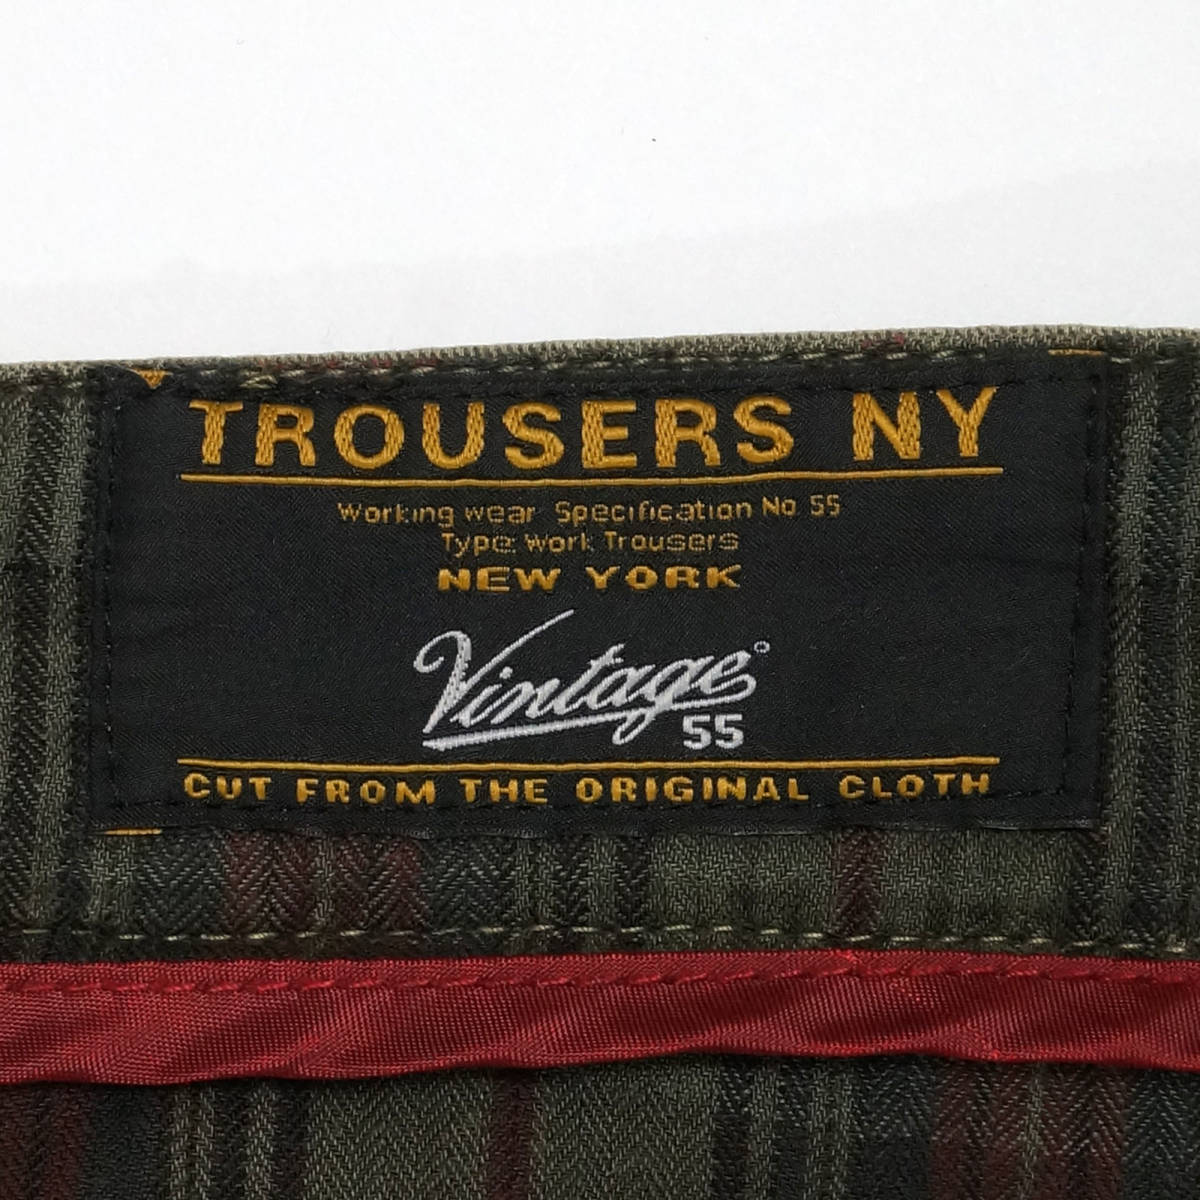 TROUSERS NY
Working wear Specification No 55
Type: Work Trousers
NEW YORK
Vintage
55
CUT FROM THE ORIGINAL CLOTH